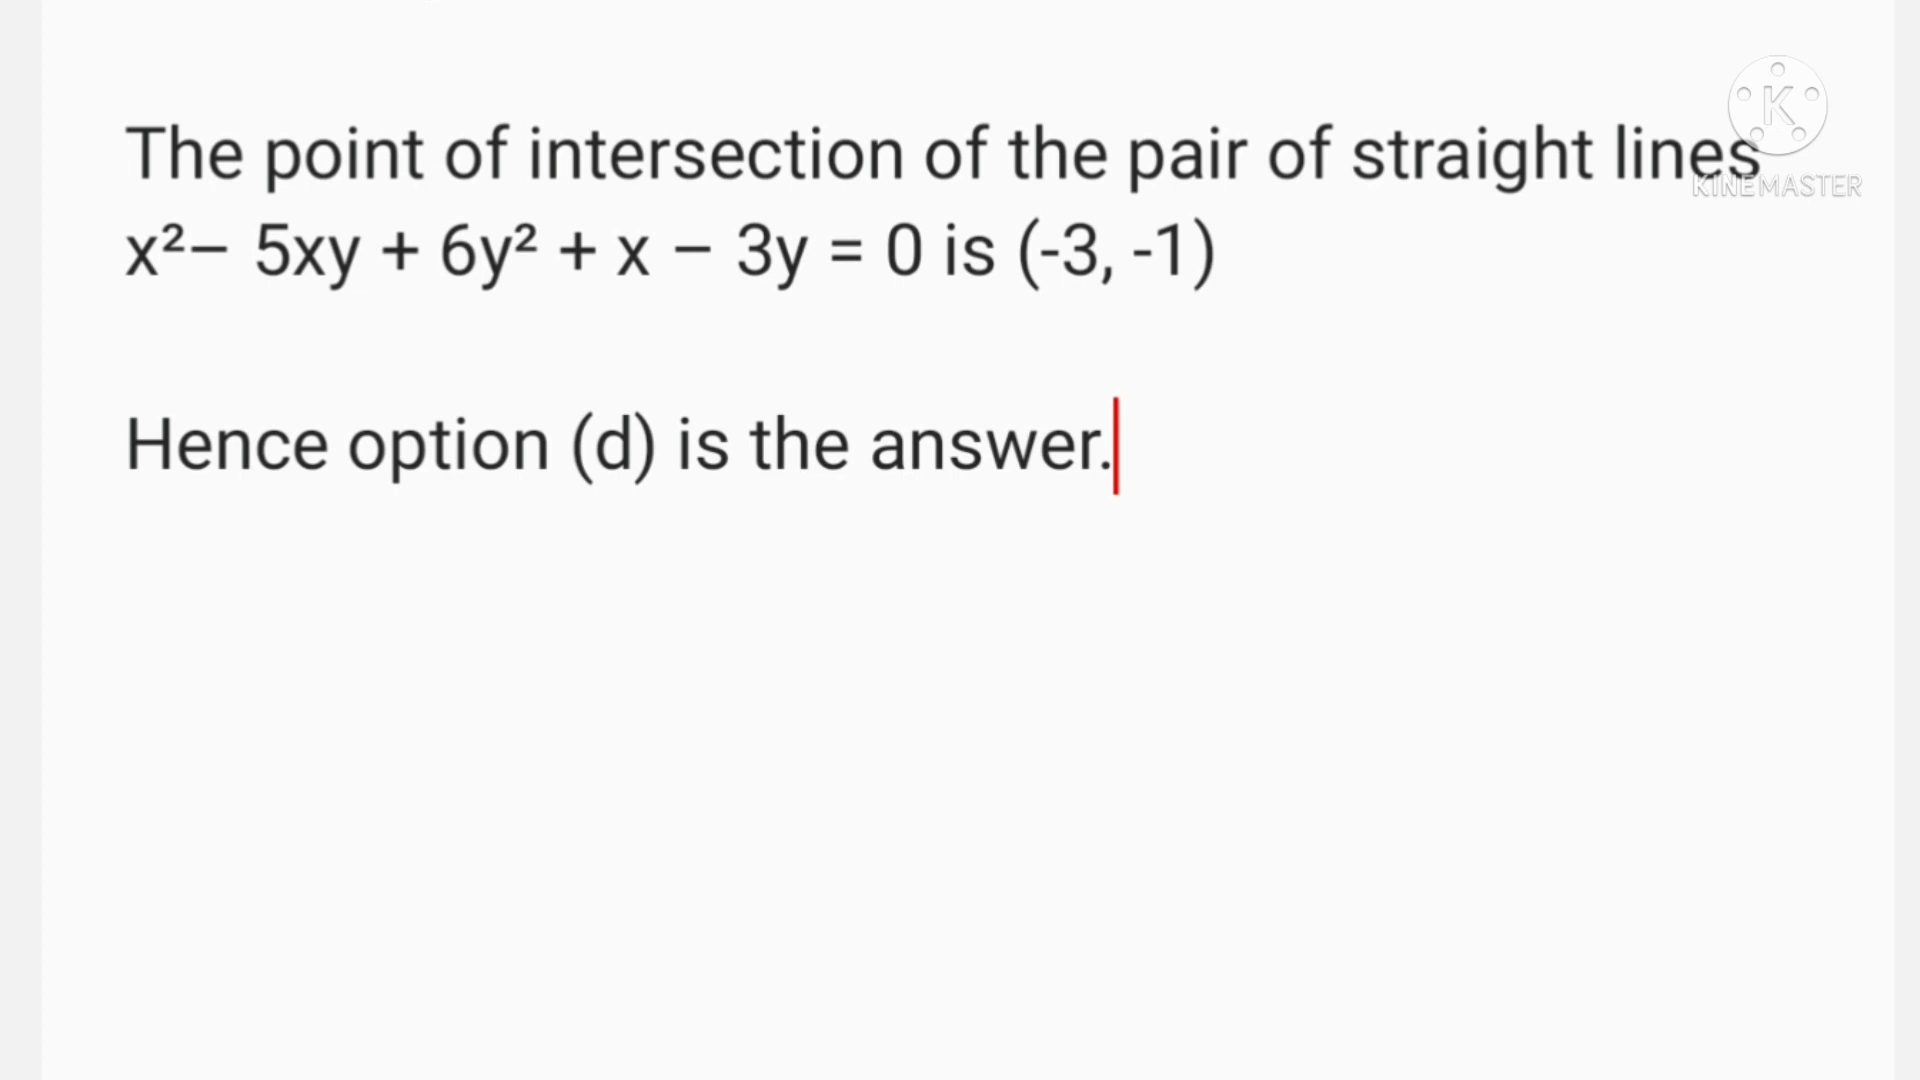 The point of intersection of the pair of straight lines
x²– 5xy + 6y² + x – 3y = 0 is (-3, -1)
Hence option (d) is the answer.
K
KINEMASTER